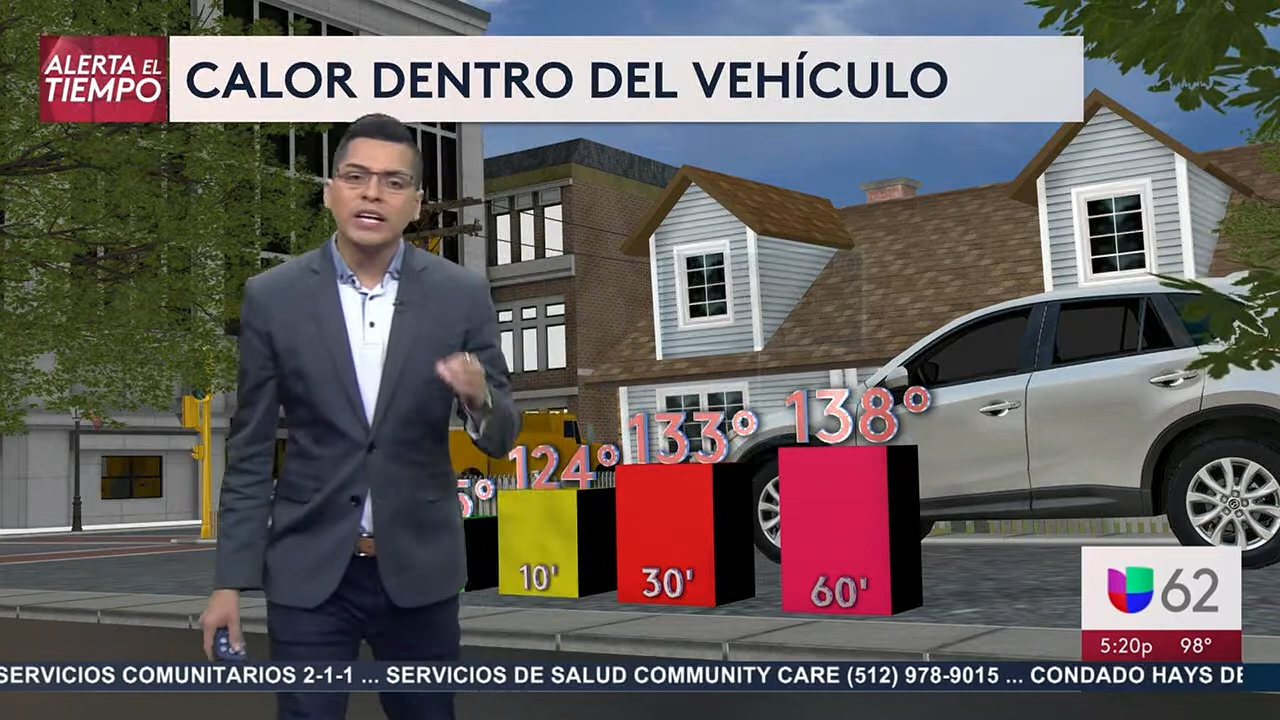 ALERTA EL
TIEMPO
CALOR DENTRO DEL VEHÍCULO
5°
124°
133°
138°
10'
30'
60'
62
5:20p 98°
SERVICIOS COMUNITARIOS 2-1-1 ... SERVICIOS DE SALUD COMMUNITY CARE (512) 978-9015 ... CONDADO HAYS DE